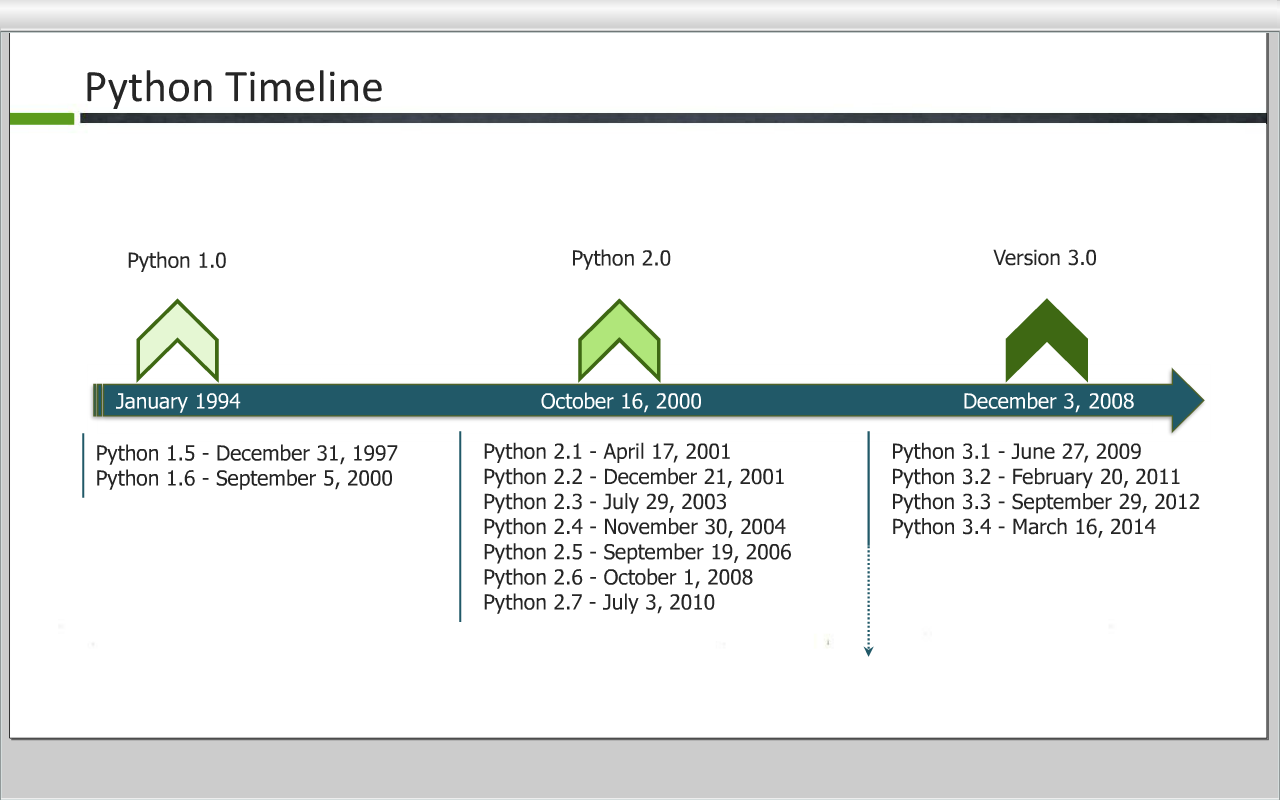 Python Timeline
Python 1.0
Python 2.0
Version 3.0
January 1994
October 16, 2000
December 3, 2008
Python 1.5 - December 31, 1997
Python 1.6 - September 5, 2000
Python 2.1 - April 17, 2001
Python 2.2 - December 21, 2001
Python 2.3 - July 29, 2003
Python 2.4 - November 30, 2004
Python 2.5 - September 19, 2006
Python 2.6 - October 1, 2008
Python 2.7 - July 3, 2010
Python 3.1 - June 27, 2009
Python 3.2 - February 20, 2011
Python 3.3 - September 29, 2012
Python 3.4 - March 16, 2014